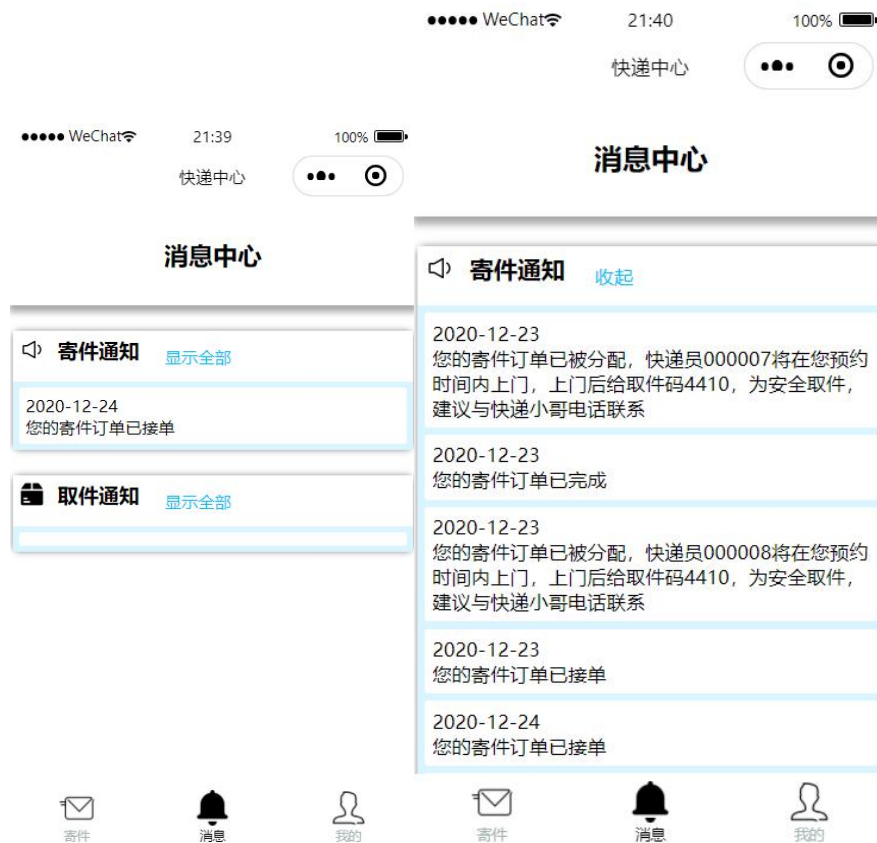 WeChat 21:39 100%
快递中心
消息中心
寄件通知 显示全部
2020-12-24
您的寄件订单已接单
取件通知 显示全部
寄件 消息 我的
WeChat 21:40 100%
快递中心
消息中心
寄件通知 收起
2020-12-23
您的寄件订单已被分配，快递员000007将在您预约
时间内上门，上门后给取件码4410，为安全取件，
建议与快递小哥电话联系
2020-12-23
您的寄件订单已完成
2020-12-23
您的寄件订单已被分配，快递员000008将在您预约
时间内上门，上门后给取件码4410，为安全取件，
建议与快递小哥电话联系
2020-12-23
您的寄件订单已接单
2020-12-24
您的寄件订单已接单
寄件 消息 我的